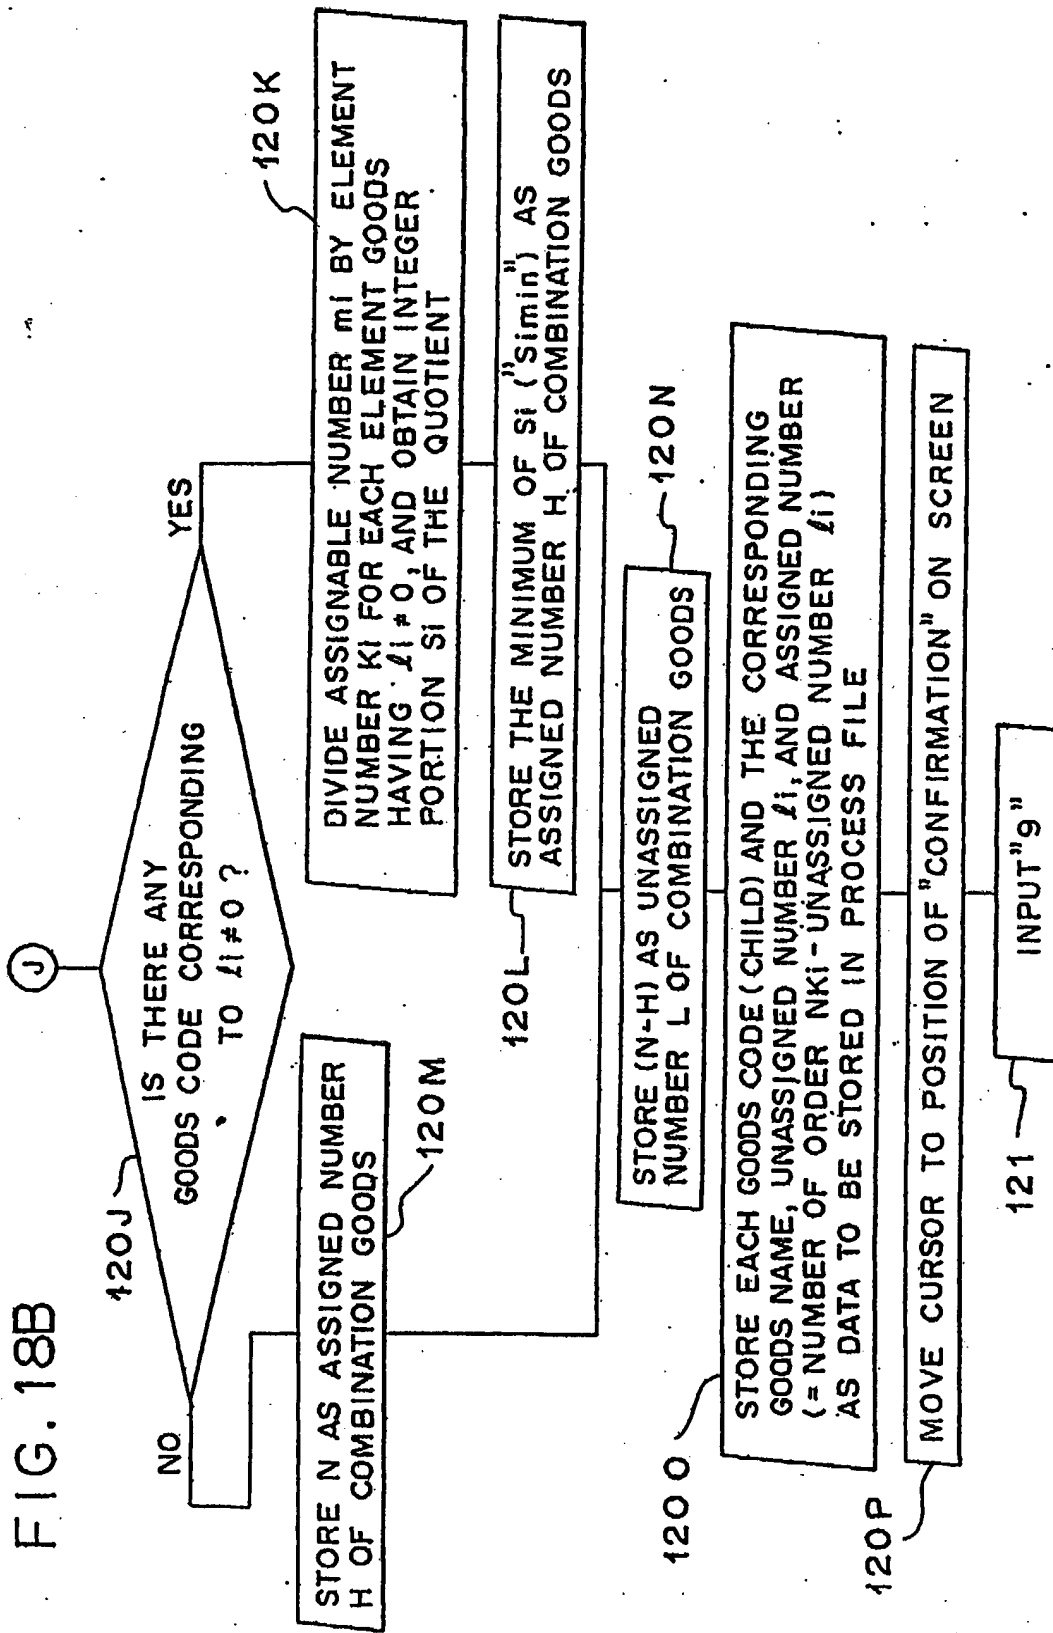 FIG. 18B
J
120J
IS THERE ANY
GOODS CODE CORRESPONDING
TO ℓi≠0 ?
NO
YES
120K
DIVIDE ASSIGNABLE NUMBER mi BY ELEMENT
NUMBER Ki FOR EACH ELEMENT GOODS
HAVING ℓi≠0, AND OBTAIN INTEGER
PORTION Si OF THE QUOTIENT
STORE N AS ASSIGNED NUMBER
H OF COMBINATION GOODS
120M
120L
STORE THE MINIMUM OF Si ("Simin") AS
ASSIGNED NUMBER H OF COMBINATION GOODS
STORE (N-H) AS UNASSIGNED
NUMBER L OF COMBINATION GOODS
120N
120O
STORE EACH GOODS CODE (CHILD) AND THE CORRESPONDING
GOODS NAME, UNASSIGNED NUMBER ℓi, AND ASSIGNED NUMBER
(= NUMBER OF ORDER NKi-UNASSIGNED NUMBER ℓi)
AS DATA TO BE STORED IN PROCESS FILE
120P
MOVE CURSOR TO POSITION OF "CONFIRMATION" ON SCREEN
121
INPUT "9"